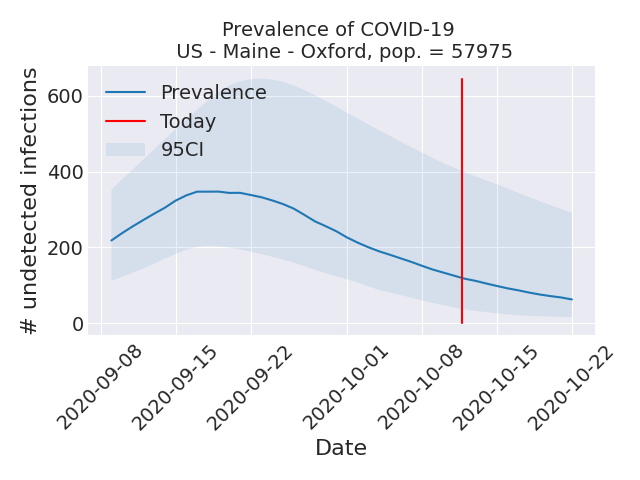 Prevalence of COVID-19
US - Maine - Oxford, pop. = 57975
# undetected infections
600
400
200
0
Prevalence
Today
95CI
2020-09-08
2020-09-15
2020-09-22
2020-10-01
2020-10-08
2020-10-15
2020-10-22
Date